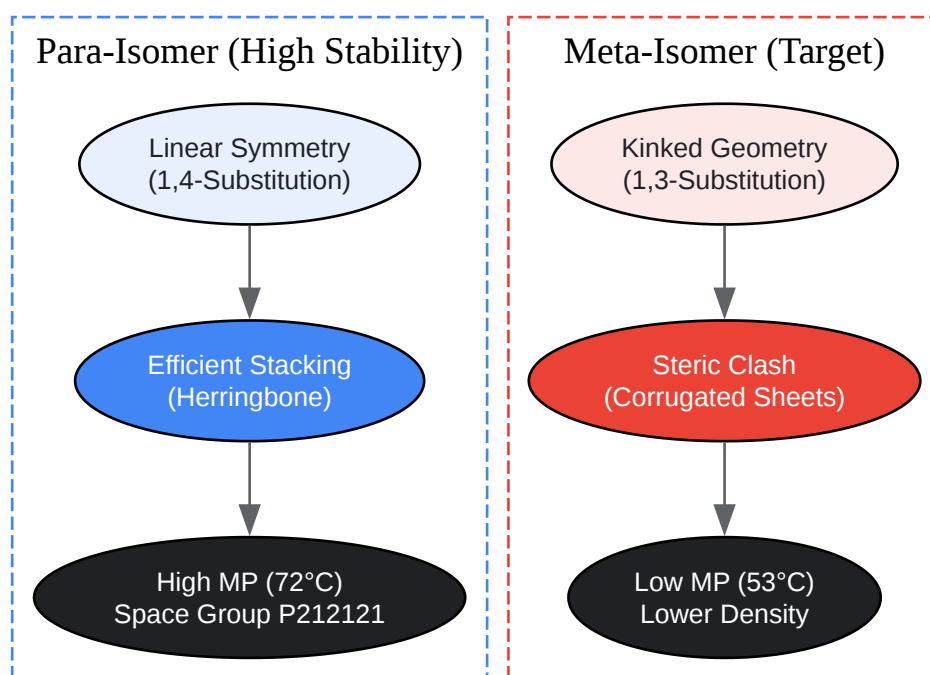 Para-Isomer (High Stability)
Linear Symmetry
(1,4-Substitution)
Efficient Stacking
(Herringbone)
High MP (72°C)
Space Group P212121
Meta-Isomer (Target)
Kinked Geometry
(1,3-Substitution)
Steric Clash
(Corrugated Sheets)
Low MP (53°C)
Lower Density